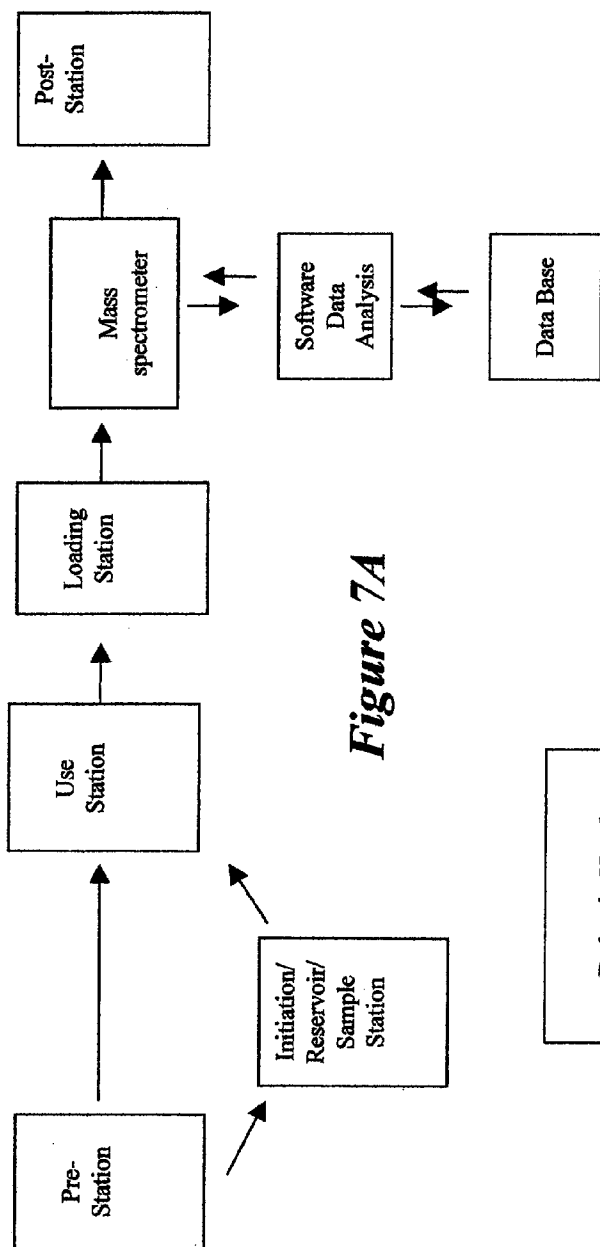 Pre-
Station
Initiation/
Reservoir/
Sample
Station
Use
Station
Loading
Station
Mass
spectrometer
Post-
Station
Software
Data
Analysis
Data Base
Figure 7A